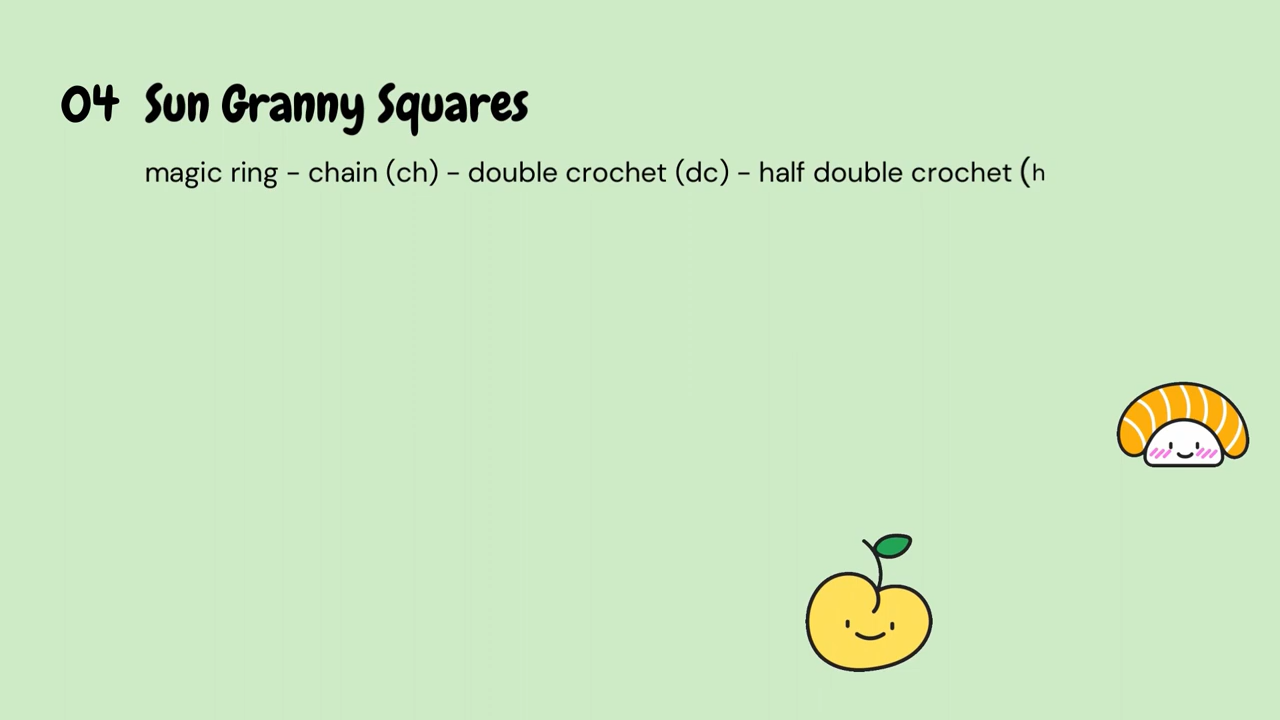 04 Sun Granny Squares
magic ring - chain (ch) - double crochet (dc) - half double crochet (h